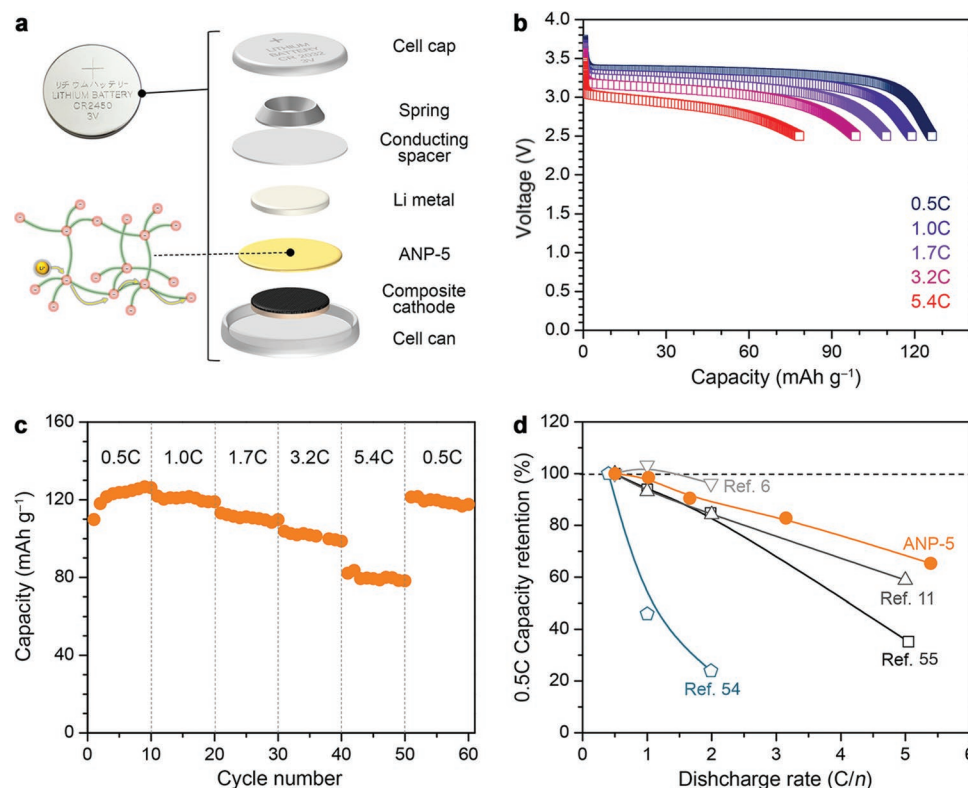 a
リチウムバッテリー
LITHIUM BATTERY
CR2450
3V
LITHIUM
BATTERY
CR 2032
3V
Cell cap
Spring
Conducting
spacer
Li metal
ANP-5
Composite
cathode
Cell can
b
Voltage (V)
4.0
3.5
3.0
2.5
2.0
1.5
1.0
0.5
0.0
0.5C
1.0C
1.7C
3.2C
5.4C
0 30 60 90 120
Capacity (mAh g⁻¹)
c
Capacity (mAh g⁻¹)
160
120
80
40
0
0.5C 1.0C 1.7C 3.2C 5.4C 0.5C
0 10 20 30 40 50 60
Cycle number
d
0.5C Capacity retention (%)
120
100
80
60
40
20
0
Ref. 6
ANP-5
Ref. 11
Ref. 55
Ref. 54
0 1 2 3 4 5 6
Dishcharge rate (C/n)